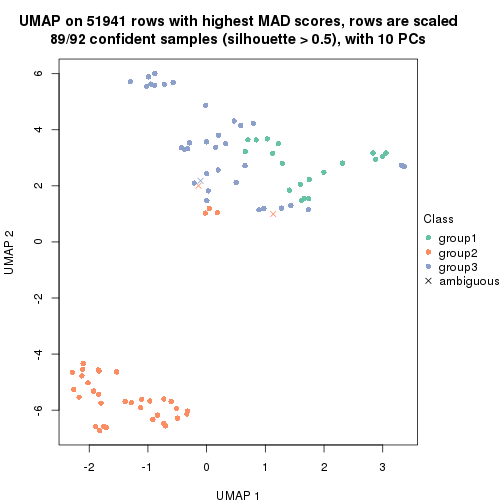 UMAP on 51941 rows with highest MAD scores, rows are scaled
89/92 confident samples (silhouette > 0.5), with 10 PCs
6
4
2
0
-2
-4
-6
UMAP 2
-2
-1
0
1
2
3
UMAP 1
Class
group1
group2
group3
ambiguous